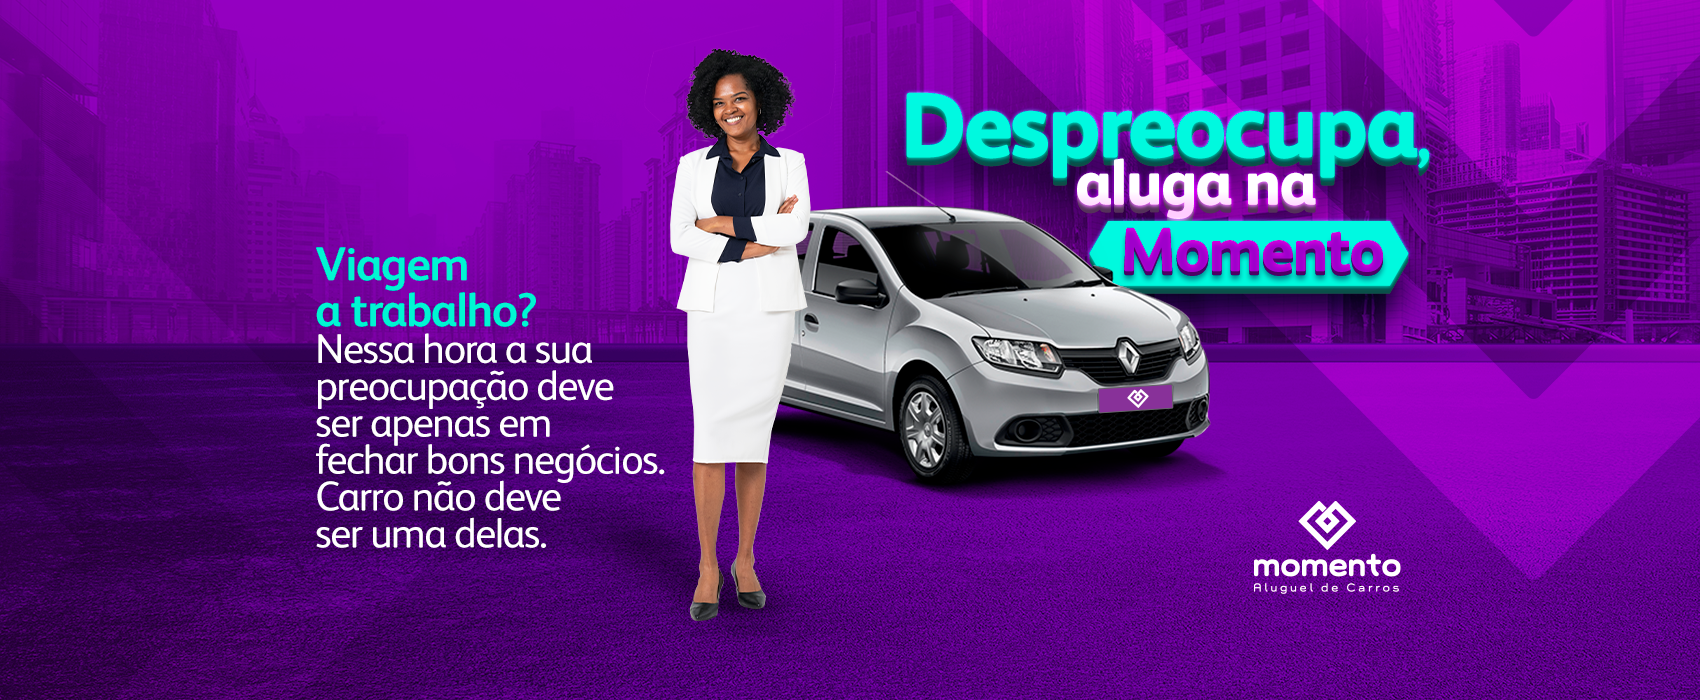 Viagem
a trabalho?
Nessa hora a sua
preocupação deve
ser apenas em
fechar bons negócios.
Carro não deve
ser uma delas.
Despreocupa,
aluga na
Momento
momento
Aluguel de Carros